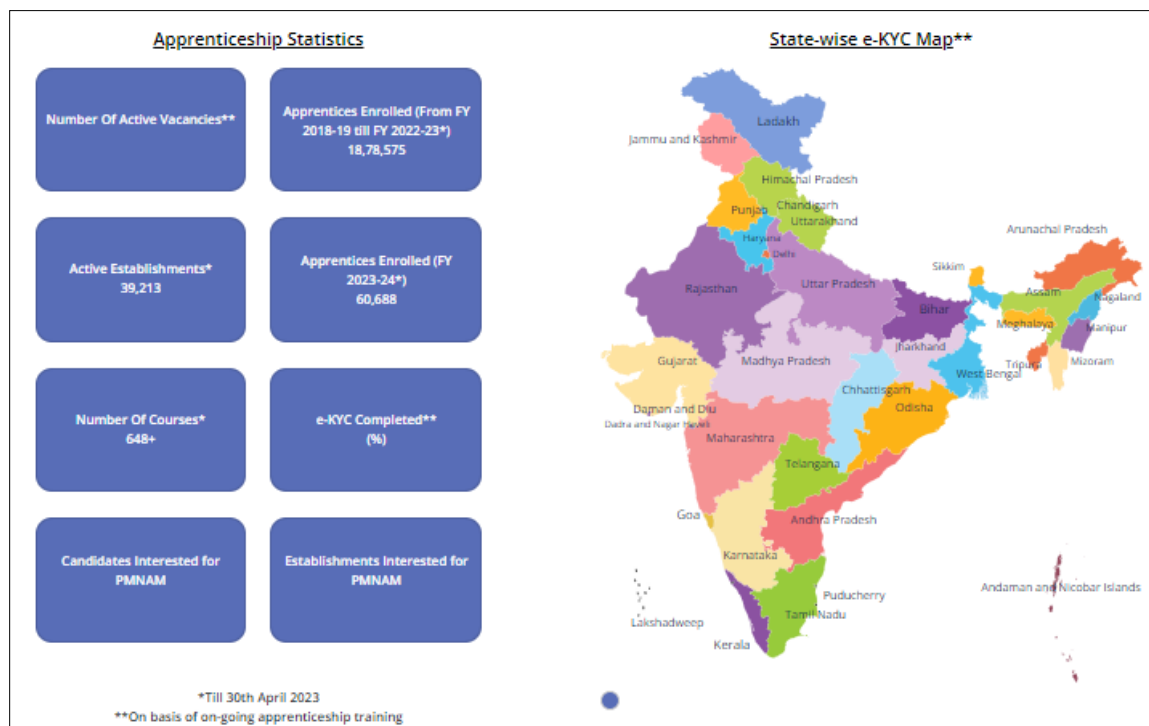 Apprenticeship Statistics
Number Of Active Vacancies**
Apprentices Enrolled (From FY
2018-19 till FY 2022-23*)
18,78,575
Active Establishments*
39,213
Apprentices Enrolled (FY
2023-24*)
60,688
Number Of Courses*
648+
e-KYC Completed**
(%)
Candidates Interested for
PMNAM
Establishments Interested for
PMNAM
*Till 30th April 2023
**On basis of on-going apprenticeship training
State-wise e-KYC Map**
Ladakh
Jammu and Kashmir
Himachal Pradesh
Chandigarh
Punjab
Uttarakhand
Haryana
Delhi
Arunachal Pradesh
Sikkim
Rajasthan
Uttar Pradesh
Assam
Nagaland
Bihar
Meghalaya
Manipur
Jharkhand
Gujarat
Madhya Pradesh
Tripura
Mizoram
West Bengal
Chhattisgarh
Daman and Diu
Odisha
Dadra and Nagar Haveli
Maharashtra
Telangana
Goa
Andhra Pradesh
Karnataka
Andaman and Nicobar Islands
Puducherry
Lakshadweep
Tamil Nadu
Kerala